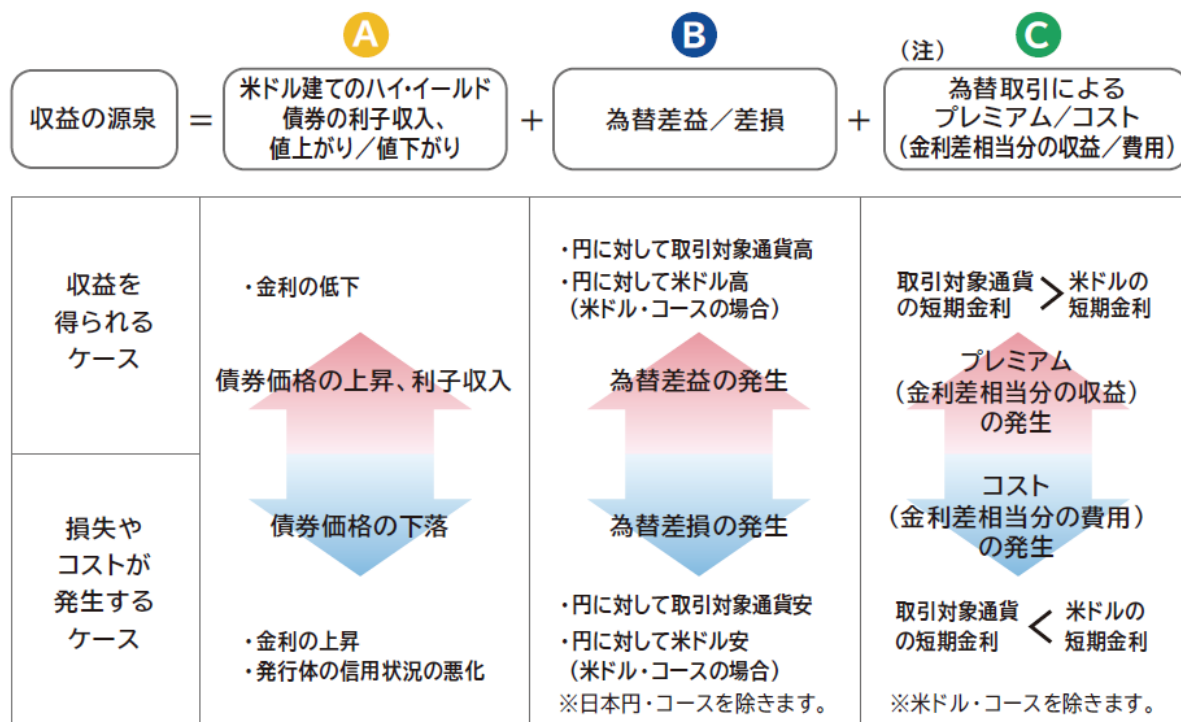 A
B
C
(注)
収益の源泉
=
米ドル建てのハイ・イールド
債券の利子収入、
値上がり/値下がり
+
為替差益/差損
+
為替取引による
プレミアム/コスト
(金利差相当分の収益/費用)
収益を
得られる
ケース
・金利の低下
債券価格の上昇、利子収入
・円に対して取引対象通貨高
・円に対して米ドル高
(米ドル・コースの場合)
為替差益の発生
取引対象通貨
の短期金利
>
米ドルの
短期金利
プレミアム
(金利差相当分の収益)
の発生
損失や
コストが
発生する
ケース
債券価格の下落
・金利の上昇
・発行体の信用状況の悪化
為替差損の発生
・円に対して取引対象通貨安
・円に対して米ドル安
(米ドル・コースの場合)
※日本円・コースを除きます。
コスト
(金利差相当分の費用)
の発生
取引対象通貨
の短期金利
<
米ドルの
短期金利
※米ドル・コースを除きます。